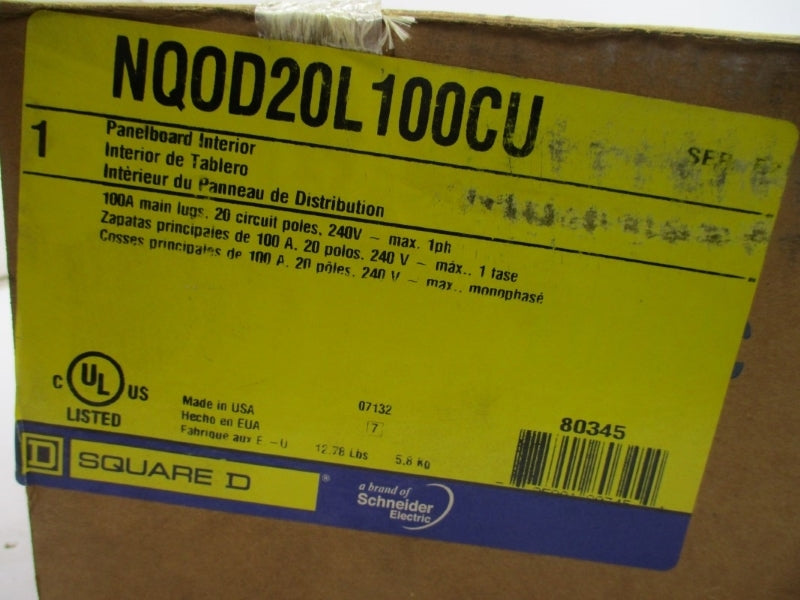 NQOD20L100CU
1
Panelboard Interior
Interior de Tablero
Intérieur du Panneau de Distribution
100A main lugs, 20 circuit poles, 240V ~ max. 1ph
Zapatas principales de 100 A. 20 polos. 240 V ~ máx.. 1 fase
Cosses principales de 100 A. 20 pôles. 240 V ~ max.. monophasé
C UL US
LISTED
Made in USA
Hecho en EUA
Fabriqué aux
07132
7
12.78 Lbs 5.8 Kg
80345
D SQUARE D ®
a brand of
Schneider
Electric